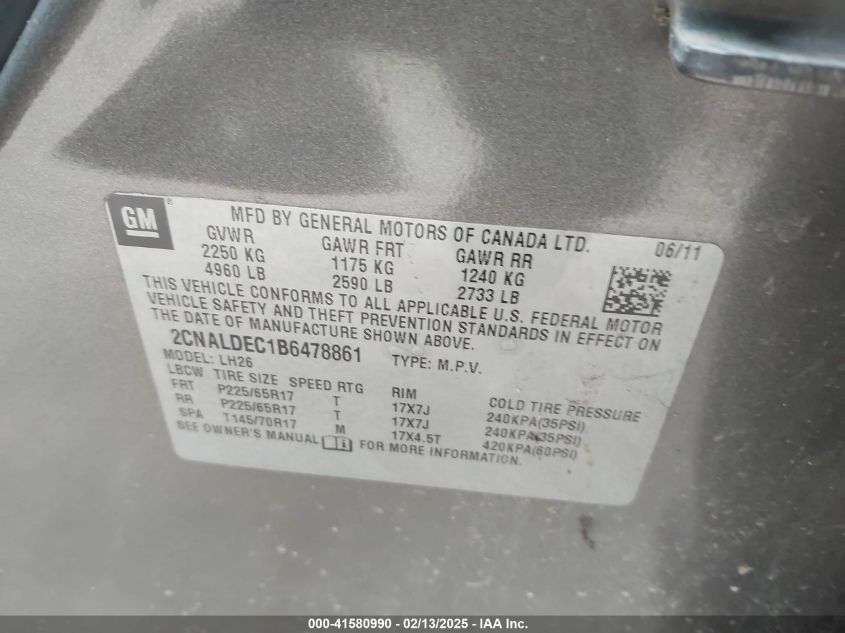 GM ®
MFD BY GENERAL MOTORS OF CANADA LTD. 06/11
GVWR GAWR FRT GAWR RR
2250 KG 1175 KG 1240 KG
4960 LB 2590 LB 2733 LB
THIS VEHICLE CONFORMS TO ALL APPLICABLE U.S. FEDERAL MOTOR
VEHICLE SAFETY AND THEFT PREVENTION STANDARDS IN EFFECT ON
THE DATE OF MANUFACTURE SHOWN ABOVE.
2CNALDEC1B6478861 TYPE: M.P.V.
MODEL: LH26
LBCW TIRE SIZE SPEED RTG RIM COLD TIRE PRESSURE
FRT P225/65R17 T 17X7J 240KPA(35PSI)
RR P225/65R17 T 17X7J 240KPA(35PSI)
SPA T145/70R17 M 17X4.5T 420KPA(60PSI)
SEE OWNER'S MANUAL FOR MORE INFORMATION.
000-41580990 - 02/13/2025 - IAA Inc.